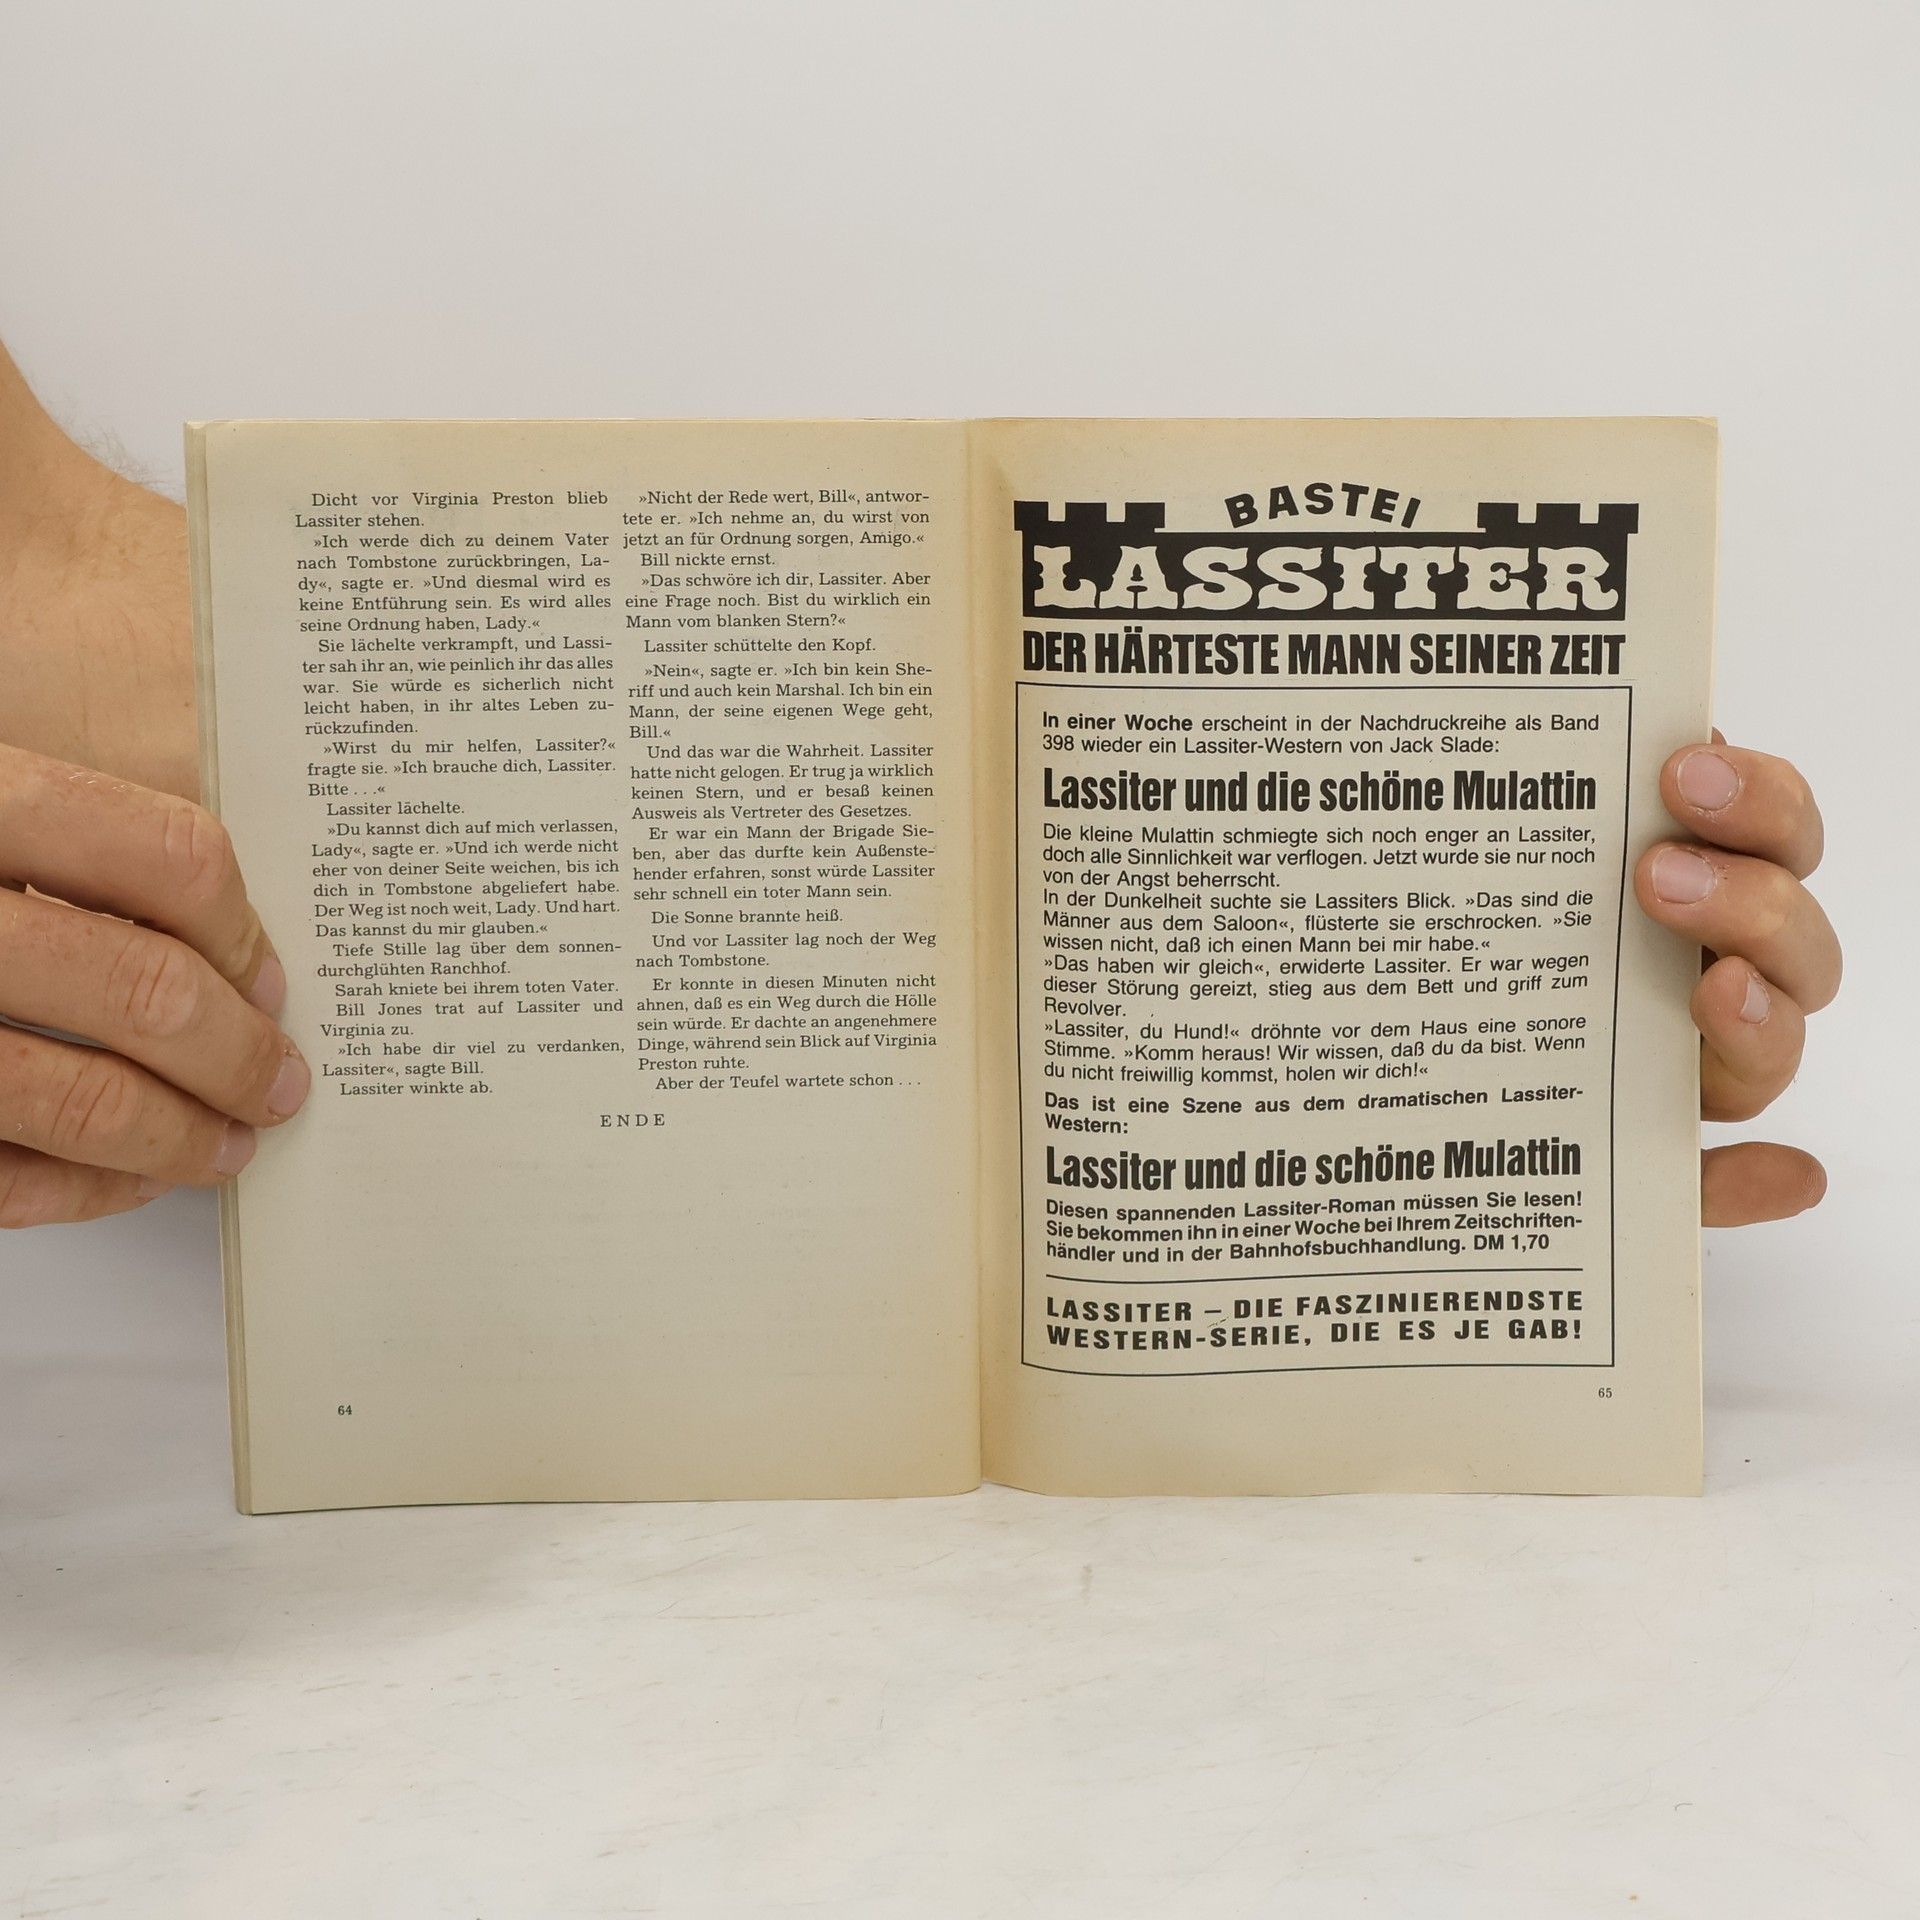 Dicht vor Virginia Preston blieb
Lassiter stehen.
»Ich werde dich zu deinem Vater
nach Tombstone zurückbringen, La-
dy«, sagte er. »Und diesmal wird es
keine Entführung sein. Es wird alles
seine Ordnung haben, Lady.«
Sie lächelte verkrampft, und Lassi-
ter sah ihr an, wie peinlich ihr das alles
war. Sie würde es sicherlich nicht
leicht haben, in ihr altes Leben zu-
rückzufinden.
»Wirst du mir helfen, Lassiter?«
fragte sie. »Ich brauche dich, Lassiter.
Bitte . . .«
Lassiter lächelte.
»Du kannst dich auf mich verlassen,
Lady«, sagte er. »Und ich werde nicht
eher von deiner Seite weichen, bis ich
dich in Tombstone abgeliefert habe.
Der Weg ist noch weit, Lady. Und hart.
Das kannst du mir glauben.«
Tiefe Stille lag über dem sonnen-
durchglühten Ranchhof.
Sarah kniete bei ihrem toten Vater.
Bill Jones trat auf Lassiter und
Virginia zu.
»Ich habe dir viel zu verdanken,
Lassiter«, sagte Bill.
Lassiter winkte ab.
»Nicht der Rede wert, Bill«, antwor-
tete er. »Ich nehme an, du wirst von
jetzt an für Ordnung sorgen, Amigo.«
Bill nickte ernst.
»Das schwöre ich dir, Lassiter. Aber
eine Frage noch. Bist du wirklich ein
Mann vom blanken Stern?«
Lassiter schüttelte den Kopf.
»Nein«, sagte er. »Ich bin kein She-
riff und auch kein Marshal. Ich bin ein
Mann, der seine eigenen Wege geht,
Bill.«
Und das war die Wahrheit. Lassiter
hatte nicht gelogen. Er trug ja wirklich
keinen Stern, und er besaß keinen
Ausweis als Vertreter des Gesetzes.
Er war ein Mann der Brigade Sie-
ben, aber das durfte kein Außenste-
hender erfahren, sonst würde Lassiter
sehr schnell ein toter Mann sein.
Die Sonne brannte heiß.
Und vor Lassiter lag noch der Weg
nach Tombstone.
Er konnte in diesen Minuten nicht
ahnen, daß es ein Weg durch die Hölle
sein würde. Er dachte an angenehmere
Dinge, während sein Blick auf Virginia
Preston ruhte.
Aber der Teufel wartete schon . . .
ENDE
64
BASTEI
LASSITER
DER HÄRTESTE MANN SEINER ZEIT
In einer Woche erscheint in der Nachdruckreihe als Band
398 wieder ein Lassiter-Western von Jack Slade:
Lassiter und die schöne Mulattin
Die kleine Mulattin schmiegte sich noch enger an Lassiter,
doch alle Sinnlichkeit war verflogen. Jetzt wurde sie nur noch
von der Angst beherrscht.
In der Dunkelheit suchte sie Lassiters Blick. »Das sind die
Männer aus dem Saloon«, flüsterte sie erschrocken. »Sie
wissen nicht, daß ich einen Mann bei mir habe.«
»Das haben wir gleich«, erwiderte Lassiter. Er war wegen
dieser Störung gereizt, stieg aus dem Bett und griff zum
Revolver.
»Lassiter, du Hund!« dröhnte vor dem Haus eine sonore
Stimme. »Komm heraus! Wir wissen, daß du da bist. Wenn
du nicht freiwillig kommst, holen wir dich!«
Das ist eine Szene aus dem dramatischen Lassiter-
Western:
Lassiter und die schöne Mulattin
Diesen spannenden Lassiter-Roman müssen Sie lesen!
Sie bekommen ihn in einer Woche bei Ihrem Zeitschriften-
händler und in der Bahnhofsbuchhandlung. DM 1,70
LASSITER – DIE FASZINIERENDSTE
WESTERN-SERIE, DIE ES JE GAB!
65